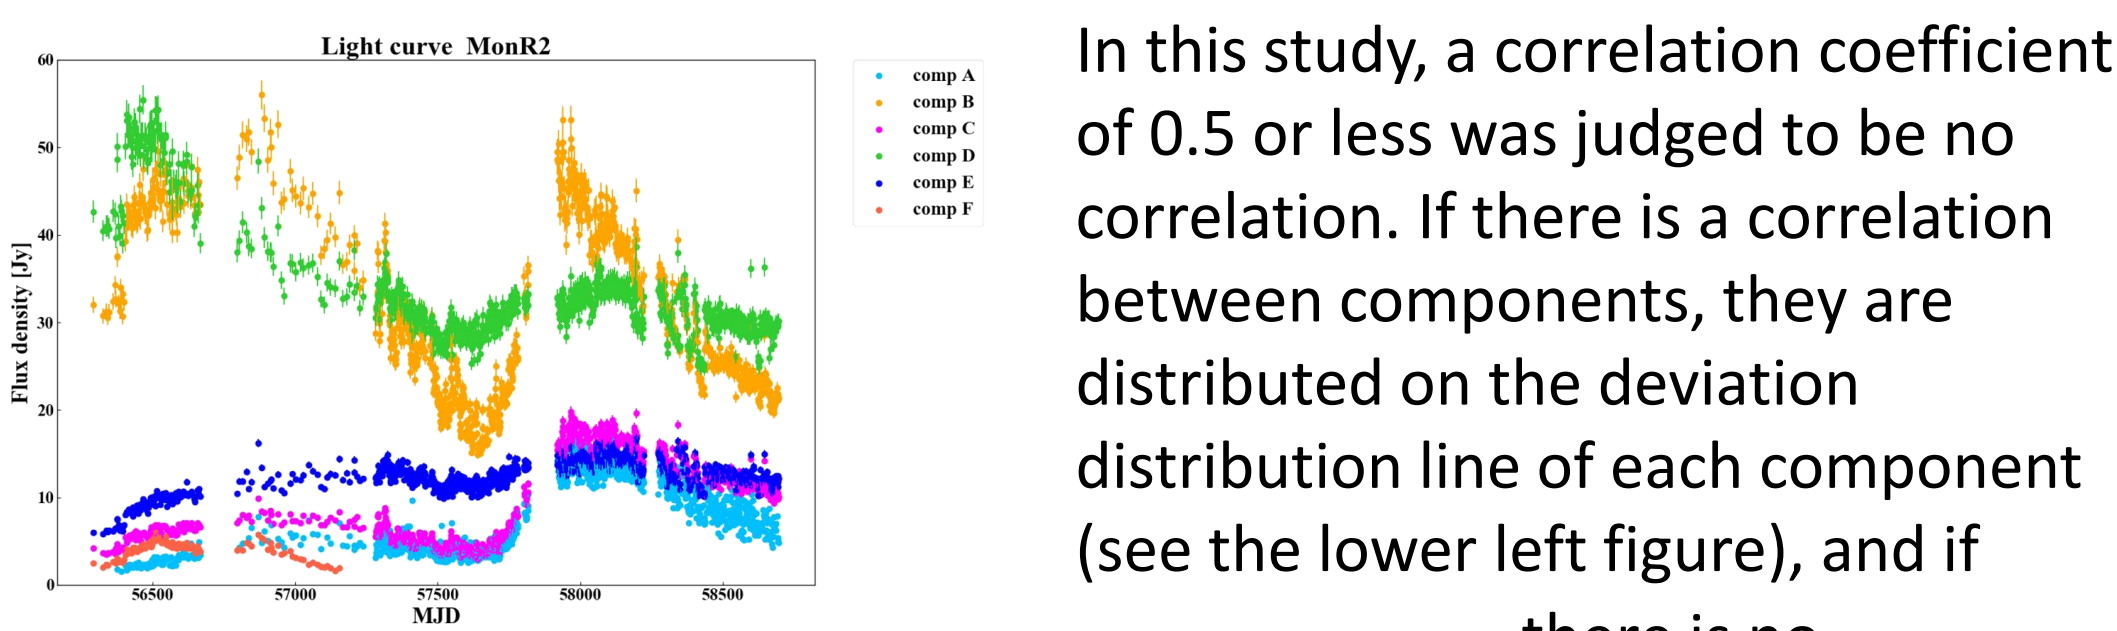 Light curve MonR2
60
50
40
30
20
10
0
Flux density [Jy]
56500 57000 57500 58000 58500
MJD
comp A
comp B
comp C
comp D
comp E
comp F
In this study, a correlation coefficient
of 0.5 or less was judged to be no
correlation. If there is a correlation
between components, they are
distributed on the deviation
distribution line of each component
(see the lower left figure), and if
there is no